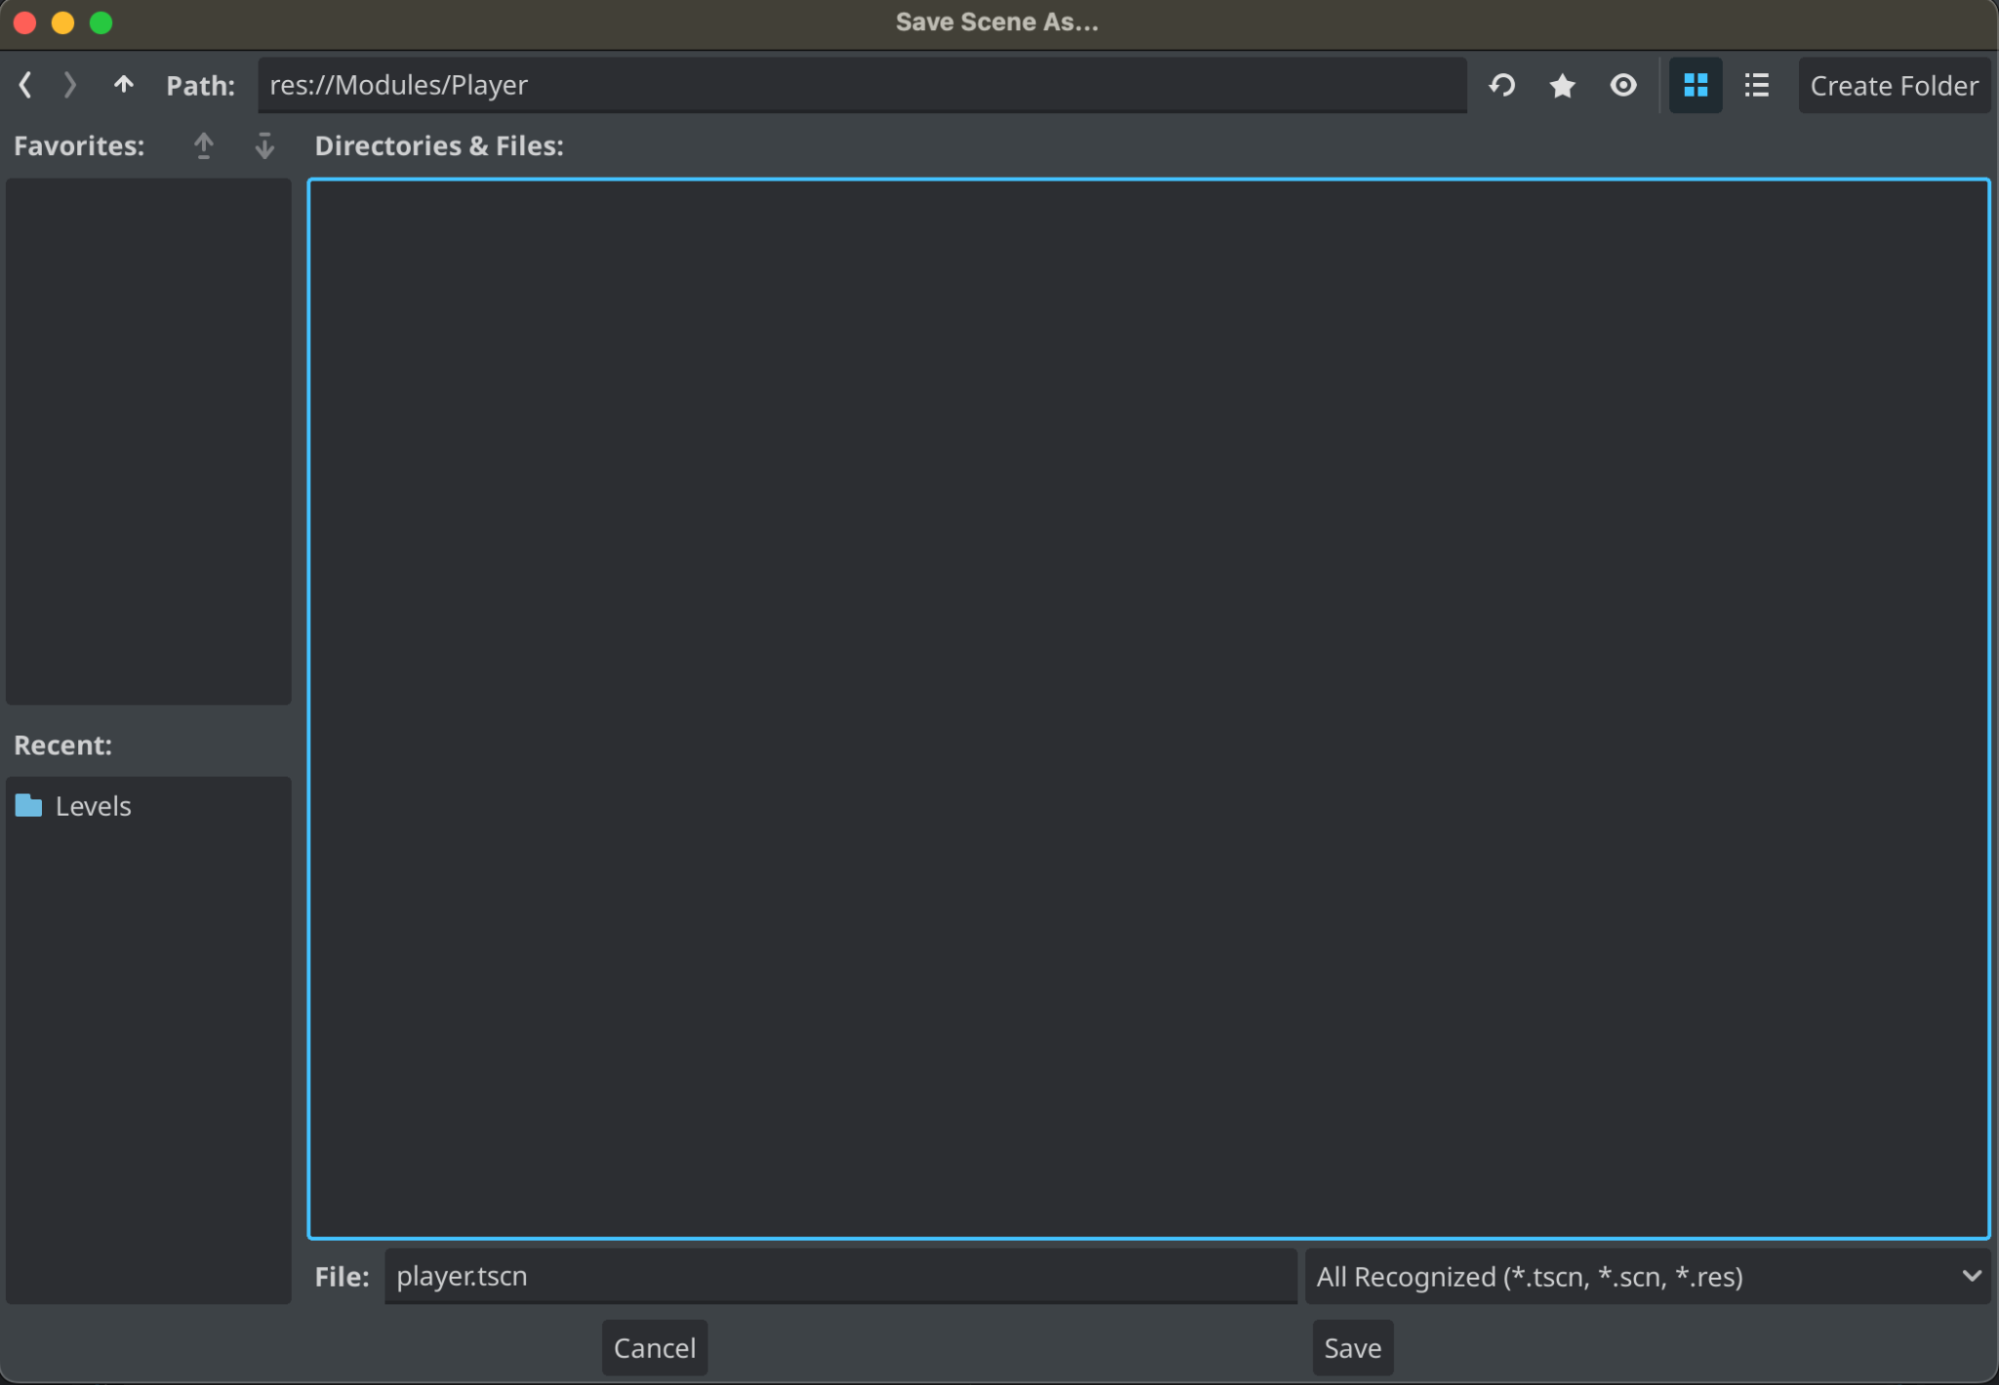 Save Scene As...
Path: res://Modules/Player Create Folder
Favorites: Directories & Files:
Recent:
Levels
File: player.tscn All Recognized (*.tscn, *.scn, *.res)
Cancel Save